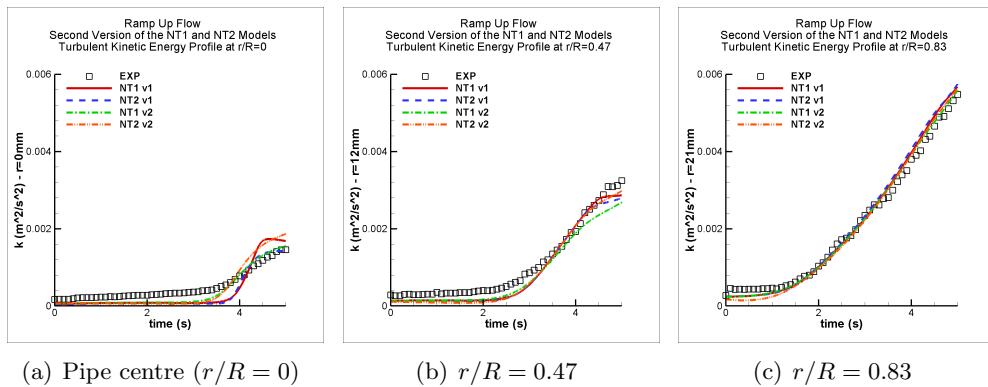 Ramp Up Flow
Second Version of the NT1 and NT2 Models
Turbulent Kinetic Energy Profile at r/R=0
k (m^2/s^2) - r=0mm
0.006
0.004
0.002
0
EXP
NT1 v1
NT2 v1
NT1 v2
NT2 v2
0 2 4
time (s)
(a) Pipe centre (r/R = 0)
Ramp Up Flow
Second Version of the NT1 and NT2 Models
Turbulent Kinetic Energy Profile at r/R=0.47
k (m^2/s^2) - r=12mm
0.006
0.004
0.002
0
EXP
NT1 v1
NT2 v1
NT1 v2
NT2 v2
0 2 4
time (s)
(b) r/R = 0.47
Ramp Up Flow
Second Version of the NT1 and NT2 Models
Turbulent Kinetic Energy Profile at r/R=0.83
k (m^2/s^2) - r=21mm
0.006
0.004
0.002
0
EXP
NT1 v1
NT2 v1
NT1 v2
NT2 v2
0 2 4
time (s)
(c) r/R = 0.83